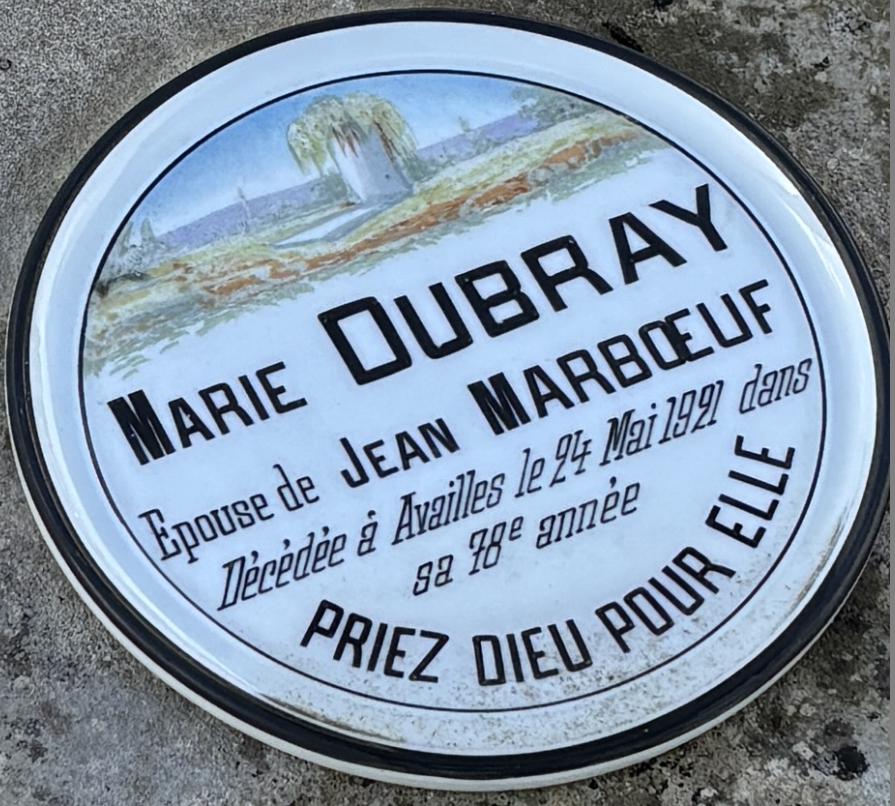 MARIE DUBRAY
Epouse de JEAN MARBŒUF
Décédée à Availles le 24 Mai 1921 dans
sa 78e année
PRIEZ DIEU POUR ELLE